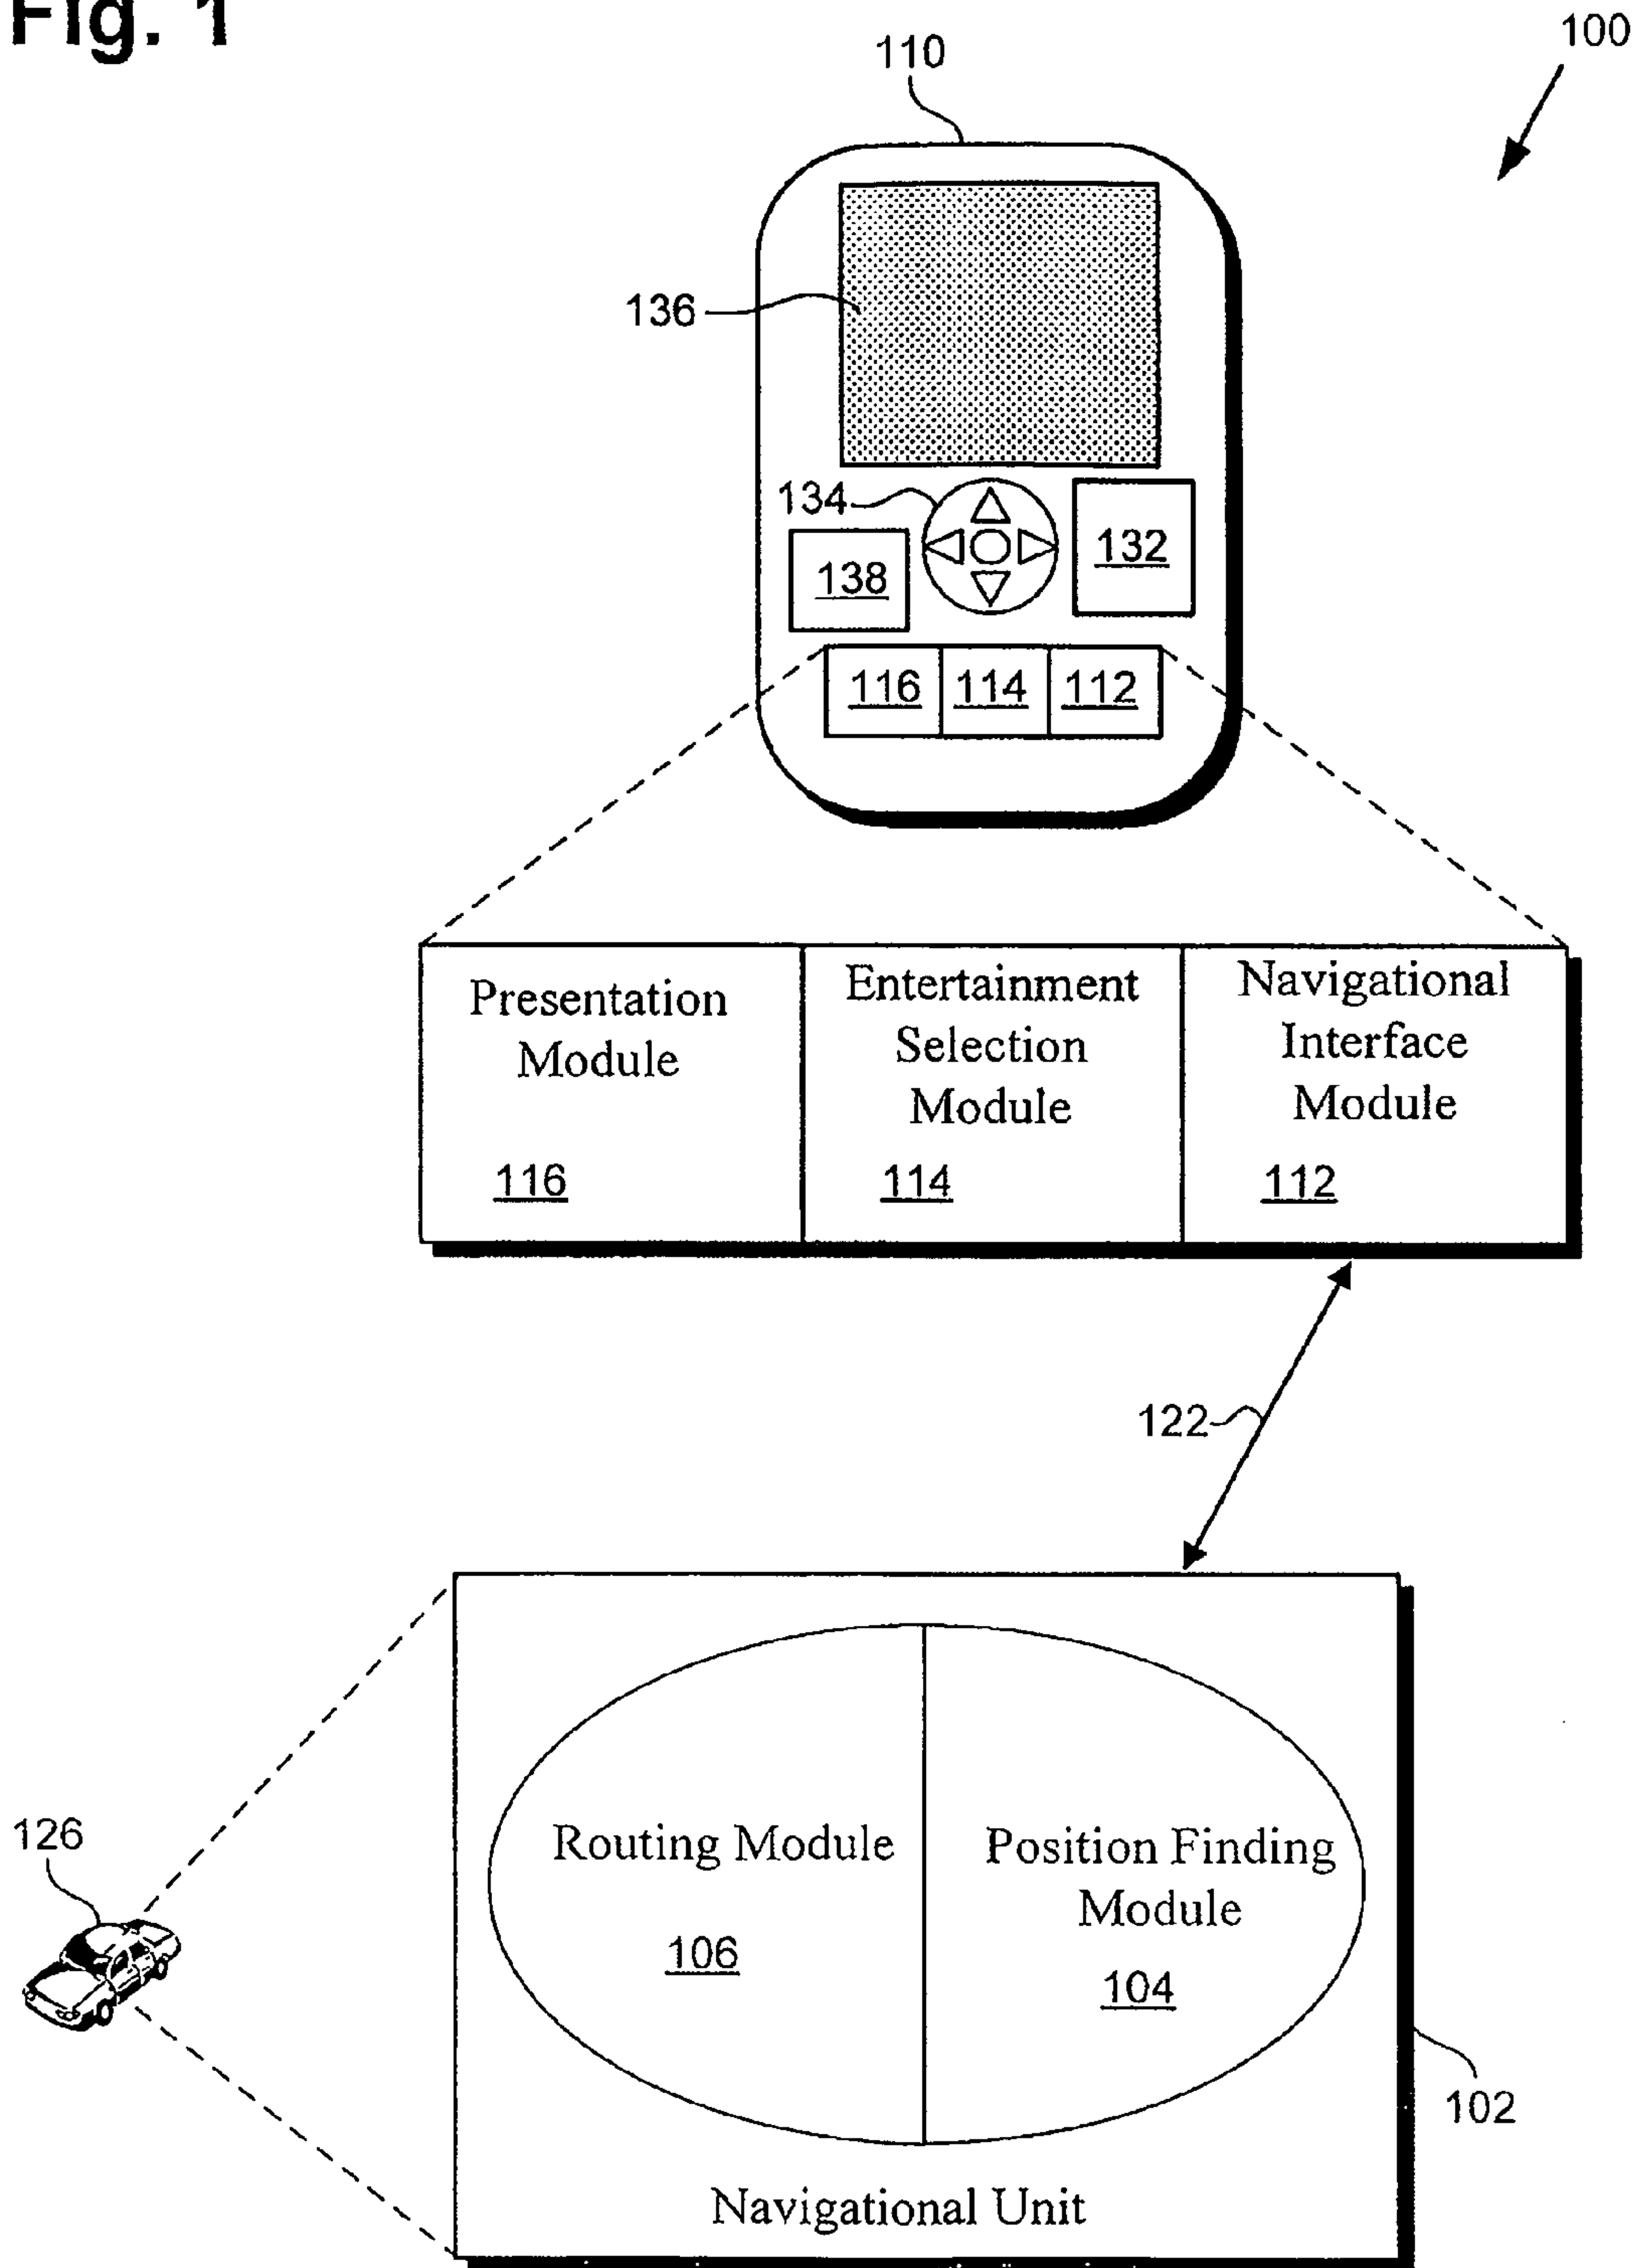 Fig. 1
100
110
136
134
132
138
116 114 112
Presentation
Module
116
Entertainment
Selection
Module
114
Navigational
Interface
Module
112
122
Routing Module
106
Position Finding
Module
104
126
102
Navigational Unit